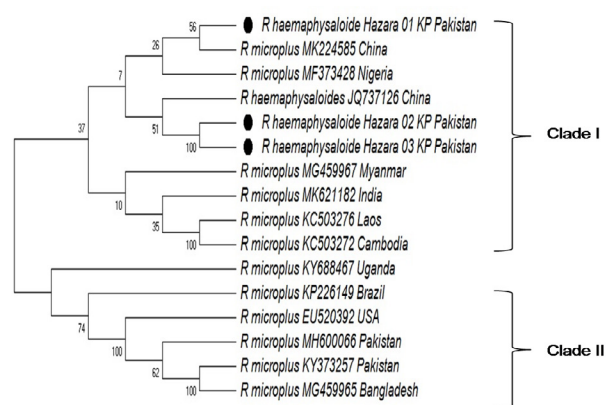 56
R haemaphysaloide Hazara 01 KP Pakistan
26
R microplus MK224585 China
7
R microplus MF373428 Nigeria
R haemaphysaloides JQ737126 China
37
51
R haemaphysaloide Hazara 02 KP Pakistan
Clade I
100
R haemaphysaloide Hazara 03 KP Pakistan
R microplus MG459967 Myanmar
10
R microplus MK621182 India
35
R microplus KC503276 Laos
100
R microplus KC503272 Cambodia
R microplus KY688467 Uganda
R microplus KP226149 Brazil
74
R microplus EU520392 USA
100
R microplus MH600066 Pakistan
Clade II
62
R microplus KY373257 Pakistan
100
R microplus MG459965 Bangladesh